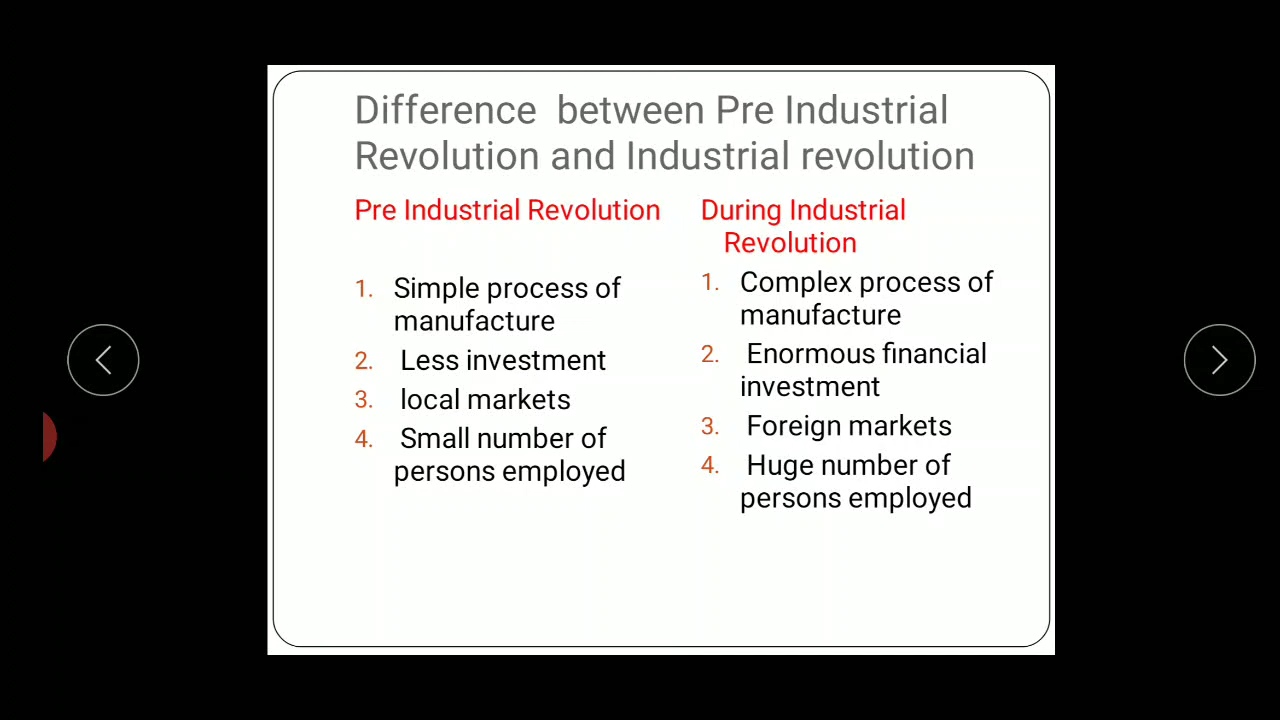 Difference between Pre Industrial
Revolution and Industrial revolution
Pre Industrial Revolution
1. Simple process of
manufacture
2. Less investment
3. local markets
4. Small number of
persons employed
During Industrial
Revolution
1. Complex process of
manufacture
2. Enormous financial
investment
3. Foreign markets
4. Huge number of
persons employed